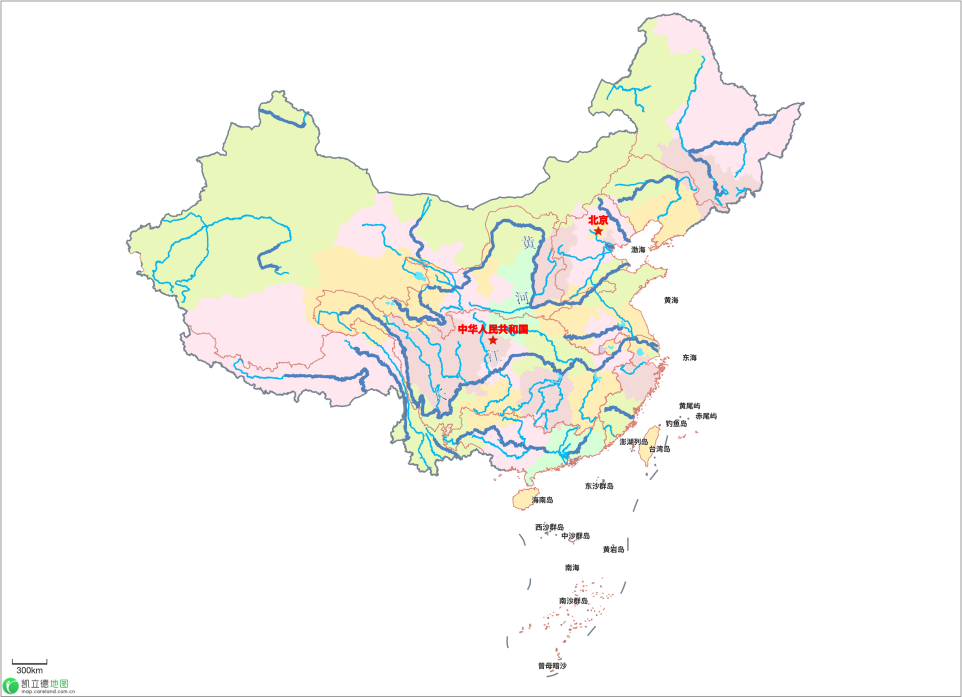 北京
黄
渤海
河
黄海
中华人民共和国
江
东海
长
黄尾屿
赤尾屿
钓鱼岛
澎湖列岛
台湾岛
东沙群岛
海南岛
西沙群岛
中沙群岛
黄岩岛
南海
南沙群岛
曾母暗沙
300km
凯立德地图
map.careland.com.cn